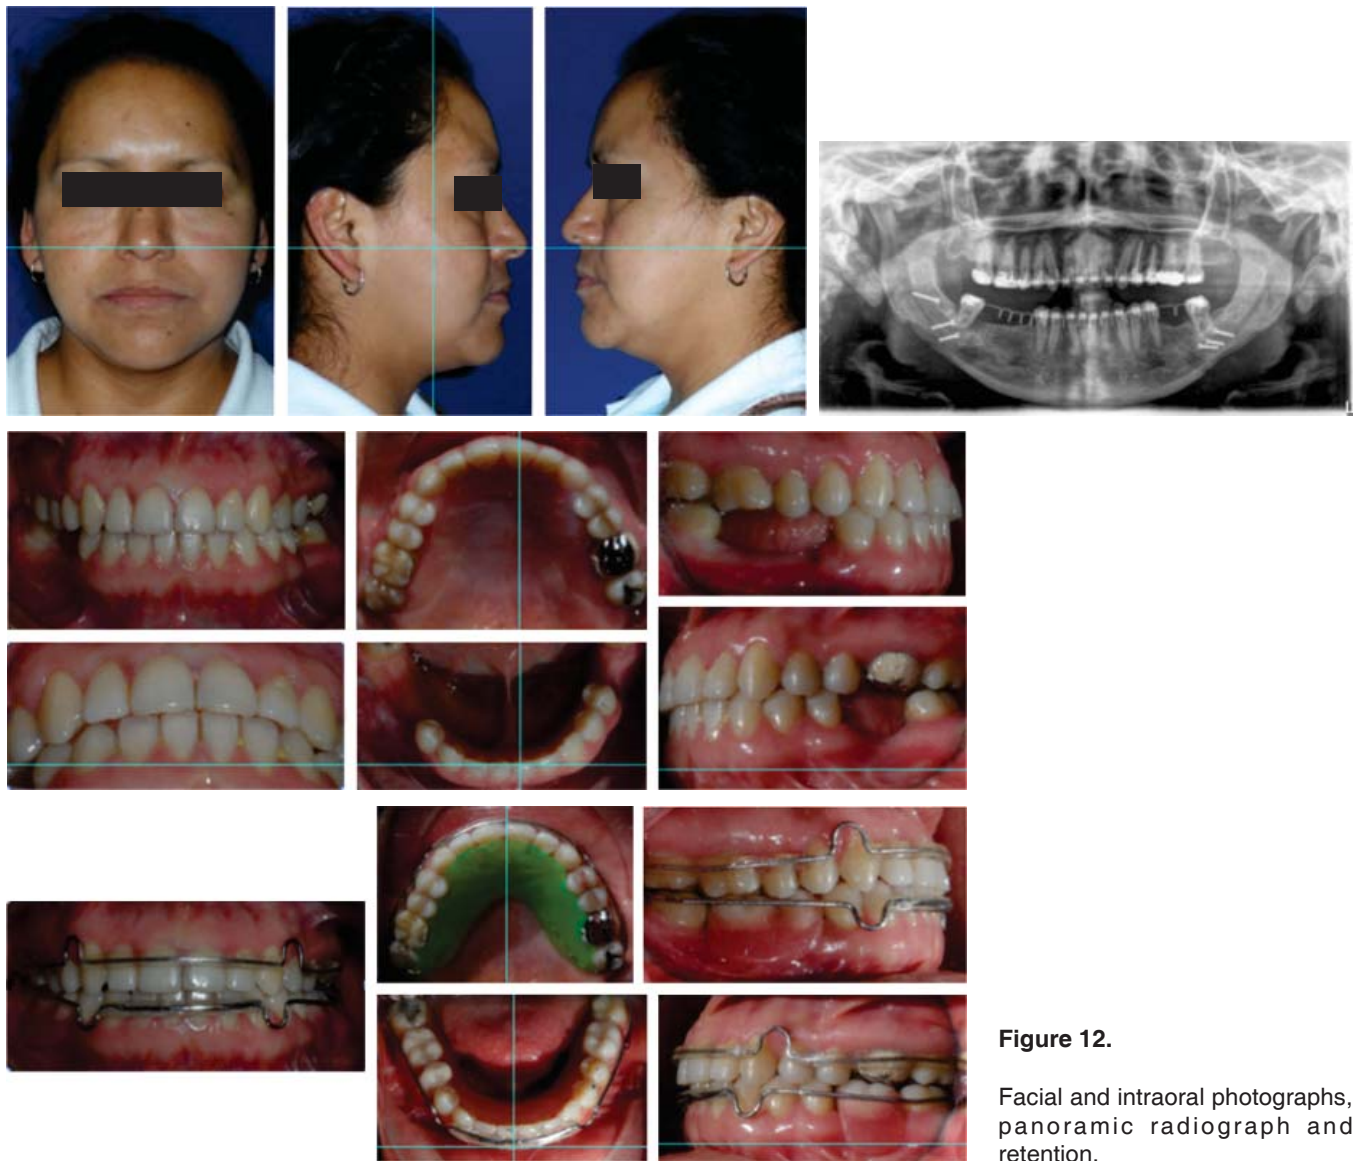 Figure 12.
Facial and intraoral photographs,
panoramic radiograph and
retention.